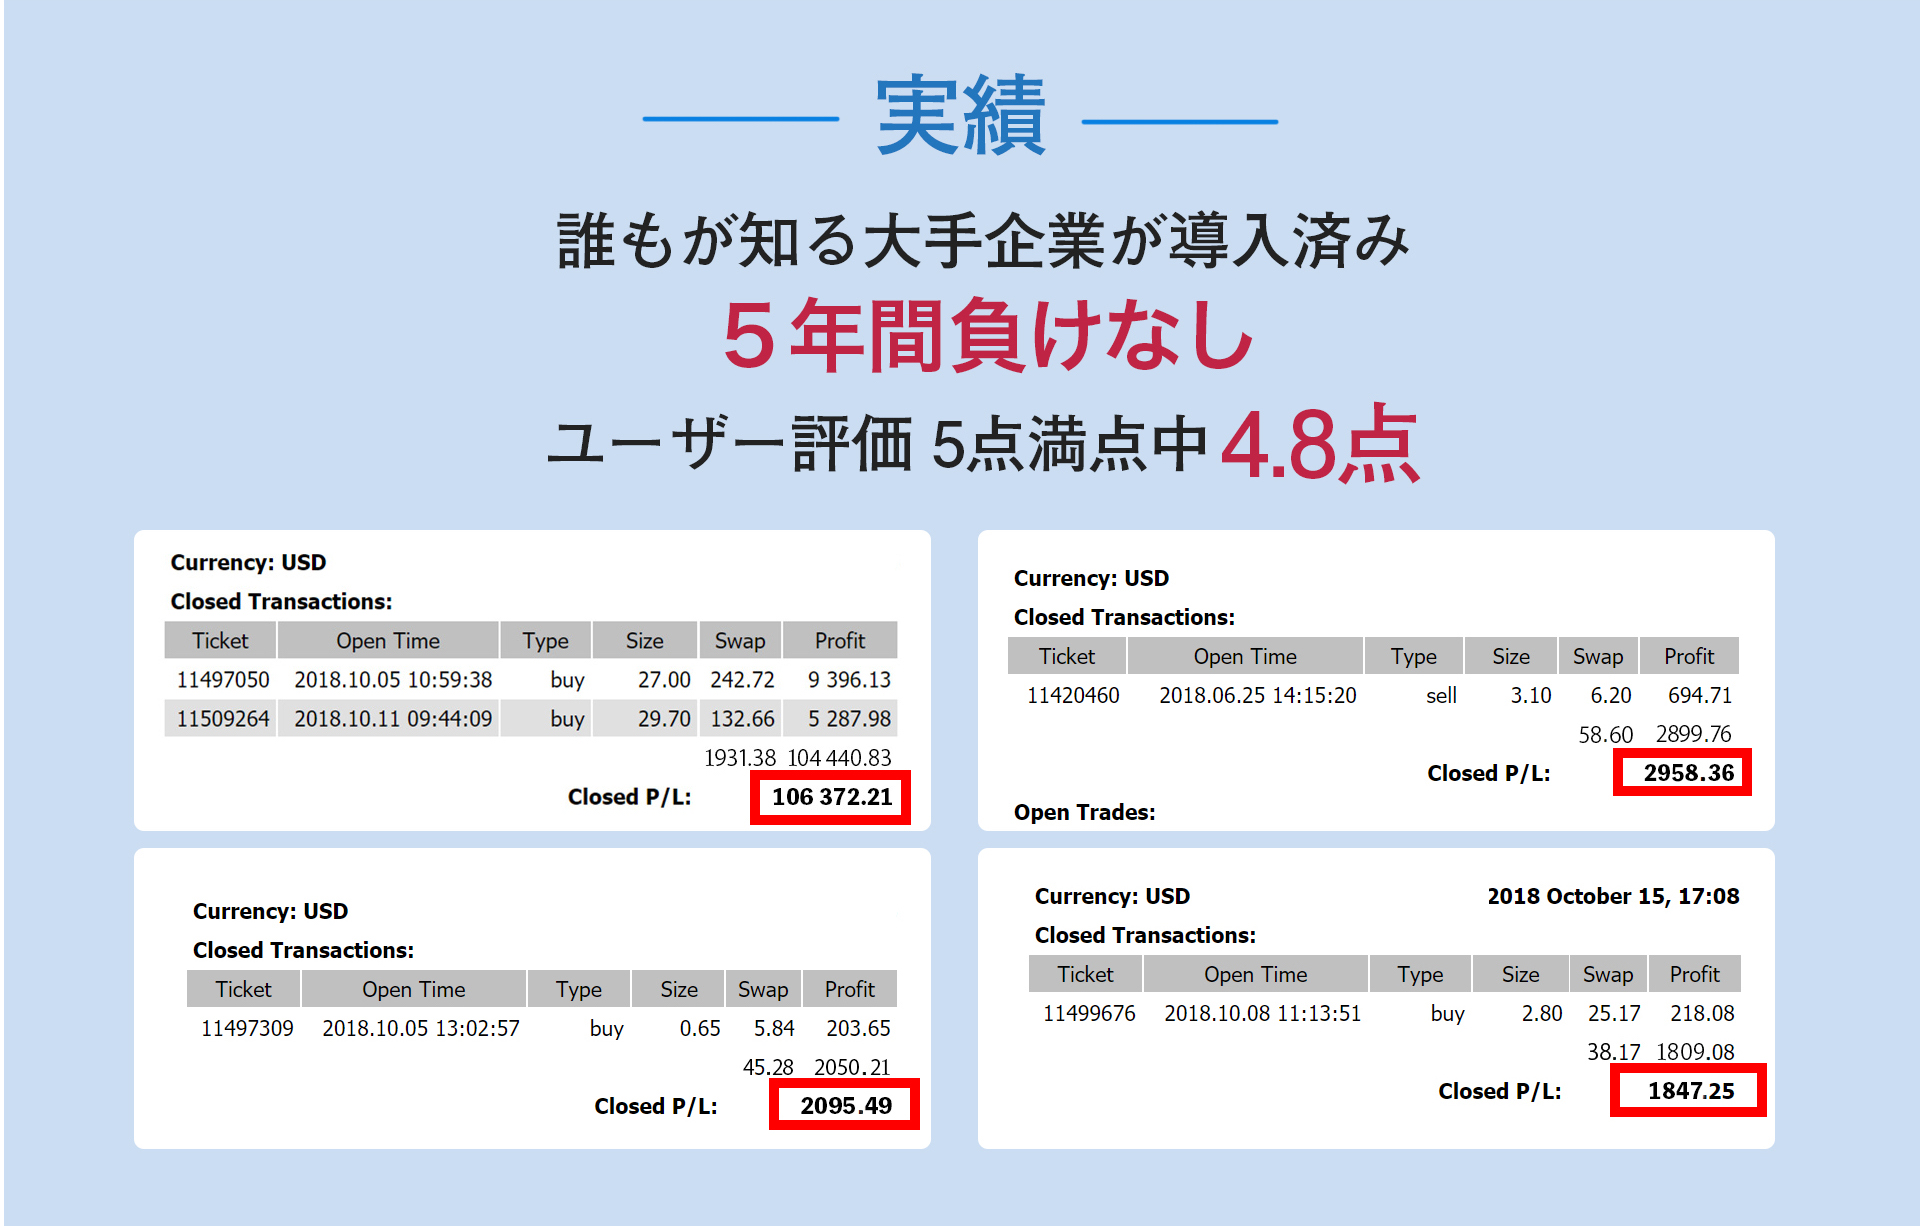 実績
誰もが知る大手企業が導入済み
５年間負けなし
ユーザー評価 5点満点中4.8点
Currency: USD
Closed Transactions:
Ticket Open Time Type Size Swap Profit
11497050 2018.10.05 10:59:38 buy 27.00 242.72 9 396.13
11509264 2018.10.11 09:44:09 buy 29.70 132.66 5 287.98
1931.38 104 440.83
Closed P/L: 106 372.21
Currency: USD
Closed Transactions:
Ticket Open Time Type Size Swap Profit
11420460 2018.06.25 14:15:20 sell 3.10 6.20 694.71
58.60 2899.76
Closed P/L: 2958.36
Open Trades:
Currency: USD
Closed Transactions:
Ticket Open Time Type Size Swap Profit
11497309 2018.10.05 13:02:57 buy 0.65 5.84 203.65
45.28 2050.21
Closed P/L: 2095.49
Currency: USD 2018 October 15, 17:08
Closed Transactions:
Ticket Open Time Type Size Swap Profit
11499676 2018.10.08 11:13:51 buy 2.80 25.17 218.08
38.17 1809.08
Closed P/L: 1847.25